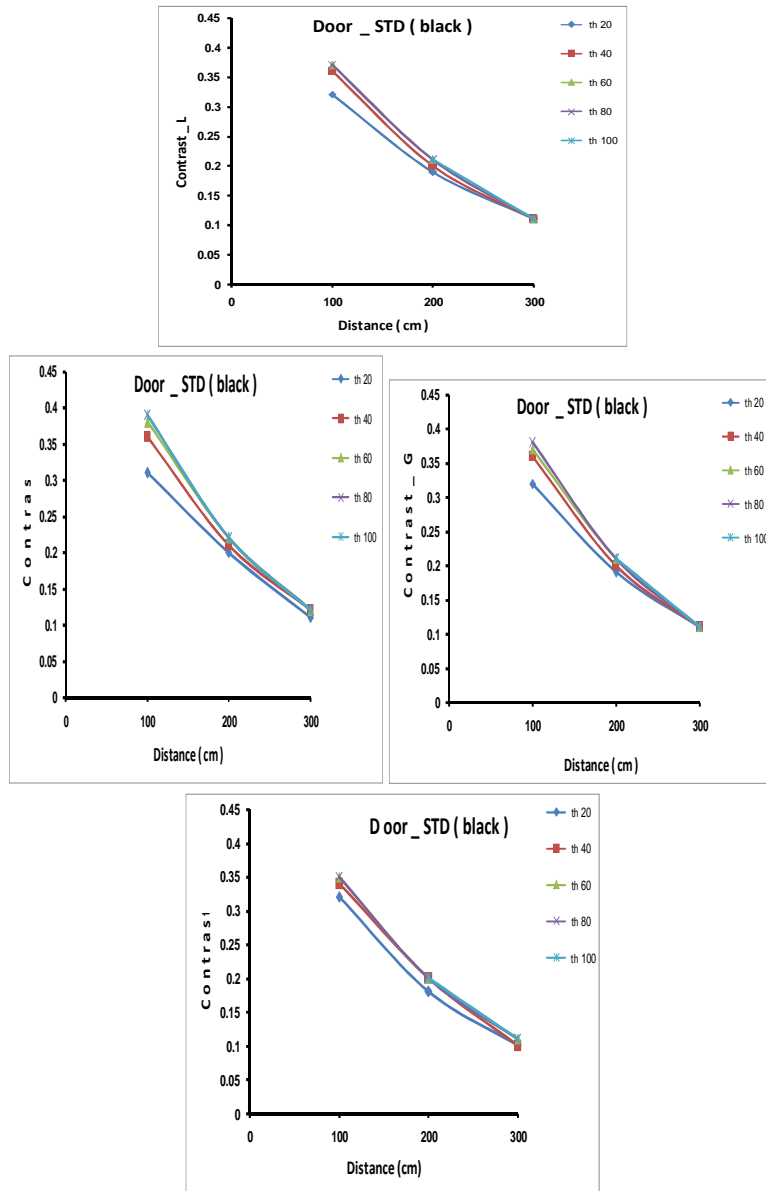 Door _ STD ( black )
Contrast _ L
0.4
0.35
0.3
0.25
0.2
0.15
0.1
0.05
0
0 100 200 300
Distance ( cm )
th 20
th 40
th 60
th 80
th 100
Door _ STD ( black )
Contras
0.45
0.4
0.35
0.3
0.25
0.2
0.15
0.1
0.05
0
0 100 200 300
Distance ( cm )
th 20
th 40
th 60
th 80
th 100
Door _ STD ( black )
Contrast _ G
0.45
0.4
0.35
0.3
0.25
0.2
0.15
0.1
0.05
0
0 100 200 300
Distance ( cm )
th 20
th 40
th 60
th 80
th 100
D oor _ STD ( black )
Contras
0.45
0.4
0.35
0.3
0.25
0.2
0.15
0.1
0.05
0
0 100 200 300
Distance (cm)
th 20
th 40
th 60
th 80
th 100